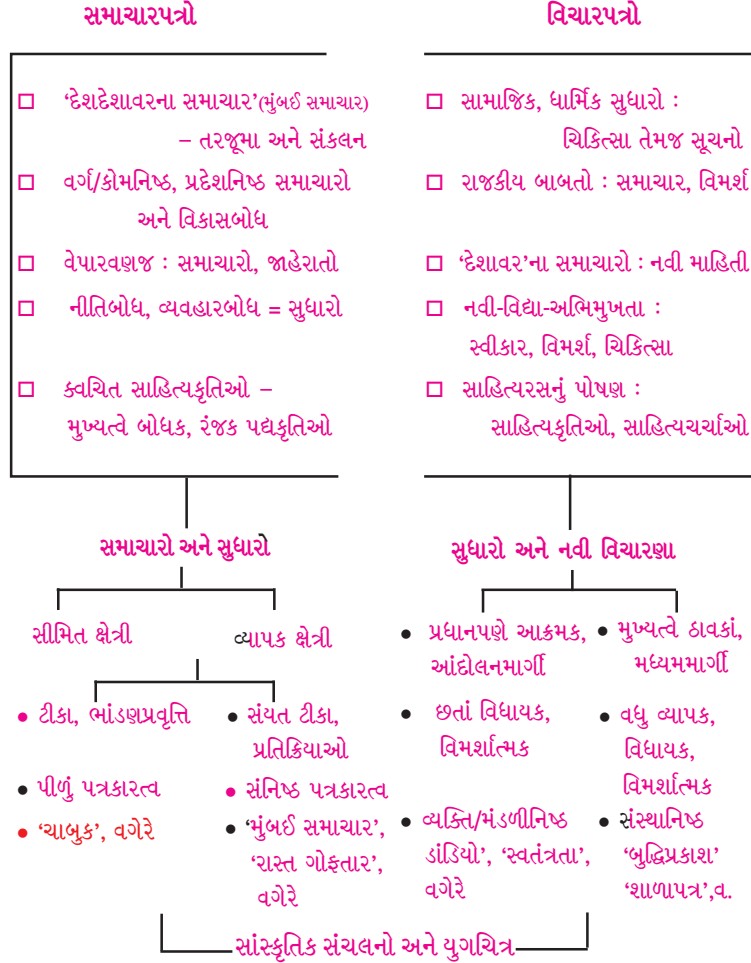 સમાચારપત્રો
□ ‘દેશદેશાવરના સમાચાર’(મુંબઈ સમાચાર)
– તરજૂમા અને સંકલન
□ વર્ગ/કોમનિષ્ઠ, પ્રદેશનિષ્ઠ સમાચારો
અને વિકાસબોધ
□ વેપારવણજ : સમાચારો, જાહેરાતો
□ નીતિબોધ, વ્યવહારબોધ = સુધારો
□ ક્વચિત સાહિત્યકૃતિઓ –
મુખ્યત્વે બોધક, રંજક પદ્યકૃતિઓ
સમાચારો અને સુધારો
સીમિત ક્ષેત્રી
વ્યાપક ક્ષેત્રી
• ટીકા, ભાંડણપ્રવૃત્તિ
• પીળું પત્રકારત્વ
• ‘ચાબુક’, વગેરે
• સંયત ટીકા,
પ્રતિક્રિયાઓ
• સંનિષ્ઠ પત્રકારત્વ
• ‘મુંબઈ સમાચાર’,
‘રાસ્ત ગોફતાર’,
વગેરે
વિચારપત્રો
□ સામાજિક, ધાર્મિક સુધારો :
ચિકિત્સા તેમજ સૂચનો
□ રાજકીય બાબતો : સમાચાર, વિમર્શ
□ ‘દેશાવર’ના સમાચારો : નવી માહિતી
□ નવી-વિદ્યા-અભિમુખતા :
સ્વીકાર, વિમર્શ, ચિકિત્સા
□ સાહિત્યરસનું પોષણ :
સાહિત્યકૃતિઓ, સાહિત્યચર્ચાઓ
સુધારો અને નવી વિચારણા
• પ્રધાનપણે આક્રમક,
આંદોલનમાર્ગી
• છતાં વિધાયક,
વિમર્શાત્મક
• વ્યક્તિ/મંડળીનિષ્ઠ
ડાંડિયો’, ‘સ્વતંત્રતા’,
વગેરે
• મુખ્યત્વે ઠાવકાં,
મધ્યમમાર્ગી
• વધુ વ્યાપક,
વિધાયક,
વિમર્શાત્મક
• સંસ્થાનિષ્ઠ
‘બુદ્ધિપ્રકાશ’
‘શાળાપત્ર’,વ.
સાંસ્કૃતિક સંચલનો અને યુગચિત્ર